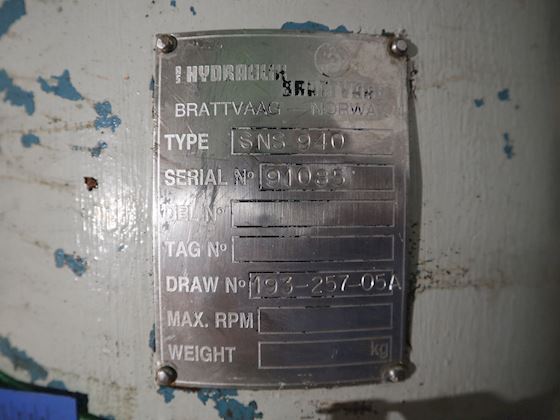 HYDRAULIK
BRATTVAAG
BRATTVAAG — NORWAY
TYPE SNS 940
SERIAL Nº 91085
DEL Nº
TAG Nº
DRAW Nº 193-257-05A
MAX. RPM
WEIGHT kg